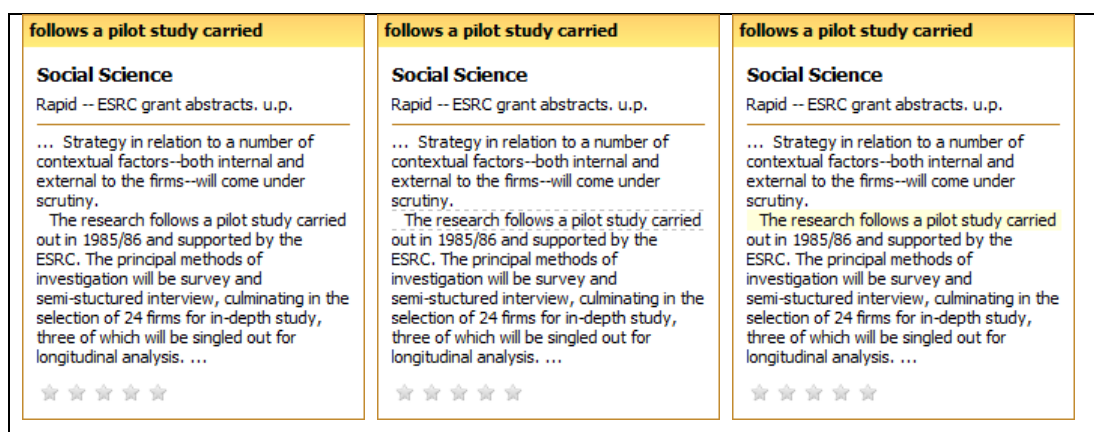 follows a pilot study carried
Social Science
Rapid -- ESRC grant abstracts. u.p.
... Strategy in relation to a number of
contextual factors--both internal and
external to the firms--will come under
scrutiny.
The research follows a pilot study carried
out in 1985/86 and supported by the
ESRC. The principal methods of
investigation will be survey and
semi-stuctured interview, culminating in the
selection of 24 firms for in-depth study,
three of which will be singled out for
longitudinal analysis. ...
follows a pilot study carried
Social Science
Rapid -- ESRC grant abstracts. u.p.
... Strategy in relation to a number of
contextual factors--both internal and
external to the firms--will come under
scrutiny.
The research follows a pilot study carried
out in 1985/86 and supported by the
ESRC. The principal methods of
investigation will be survey and
semi-stuctured interview, culminating in the
selection of 24 firms for in-depth study,
three of which will be singled out for
longitudinal analysis. ...
follows a pilot study carried
Social Science
Rapid -- ESRC grant abstracts. u.p.
... Strategy in relation to a number of
contextual factors--both internal and
external to the firms--will come under
scrutiny.
The research follows a pilot study carried
out in 1985/86 and supported by the
ESRC. The principal methods of
investigation will be survey and
semi-stuctured interview, culminating in the
selection of 24 firms for in-depth study,
three of which will be singled out for
longitudinal analysis. ...